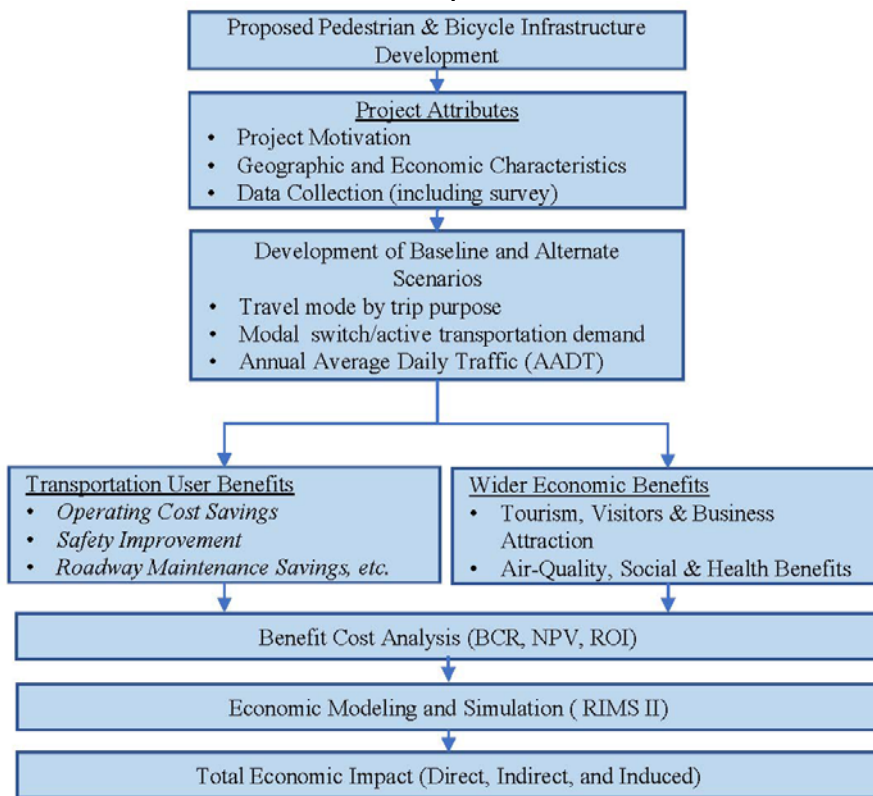 Proposed Pedestrian & Bicycle Infrastructure
Development
Project Attributes
• Project Motivation
• Geographic and Economic Characteristics
• Data Collection (including survey)
Development of Baseline and Alternate
Scenarios
• Travel mode by trip purpose
• Modal switch/active transportation demand
• Annual Average Daily Traffic (AADT)
Transportation User Benefits
• Operating Cost Savings
• Safety Improvement
• Roadway Maintenance Savings, etc.
Wider Economic Benefits
• Tourism, Visitors & Business
Attraction
• Air-Quality, Social & Health Benefits
Benefit Cost Analysis (BCR, NPV, ROI)
Economic Modeling and Simulation ( RIMS II)
Total Economic Impact (Direct, Indirect, and Induced)